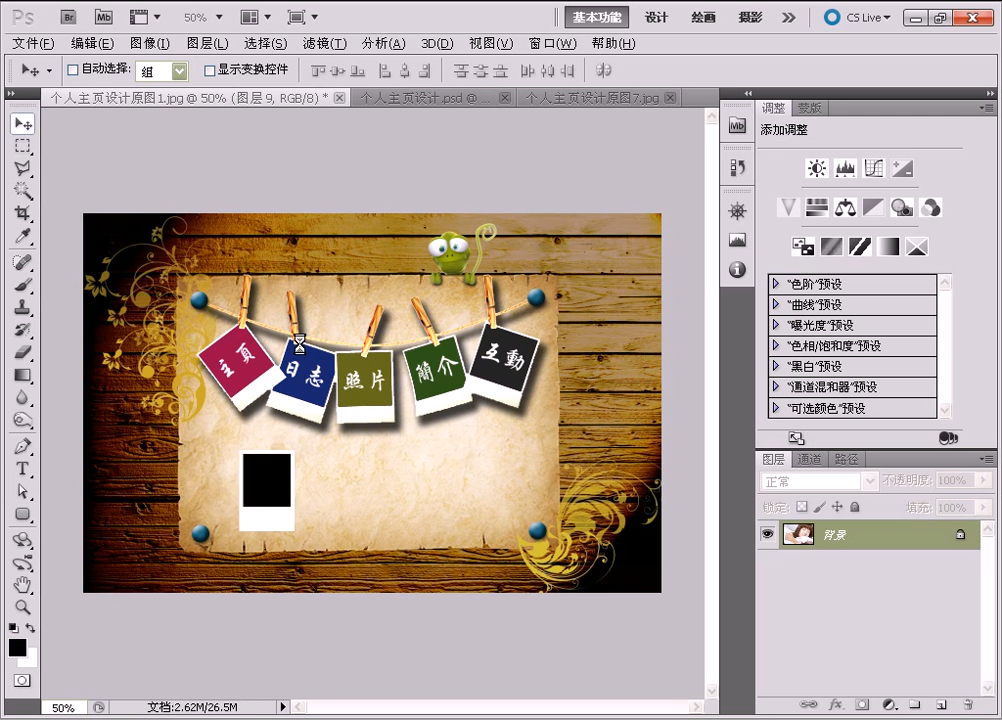 Ps Br Mb 50% 基本功能 设计 绘画 摄影 CS Live
文件(F) 编辑(E) 图像(I) 图层(L) 选择(S) 滤镜(T) 分析(A) 3D(D) 视图(V) 窗口(W) 帮助(H)
自动选择: 组 显示变换控件
个人主页设计原图1.jpg @ 50% (图层 9, RGB/8) * 个人主页设计.psd @ ... 个人主页设计原图7.jpg
调整 蒙版
Mb
添加调整
主頁
日志
照片
簡介
互動
“色阶”预设
“曲线”预设
“曝光度”预设
“色相/饱和度”预设
“黑白”预设
“通道混和器”预设
“可选颜色”预设
图层 通道 路径
正常 不透明度: 100%
锁定: 填充: 100%
背景
50% 文档:2.62M/26.5M